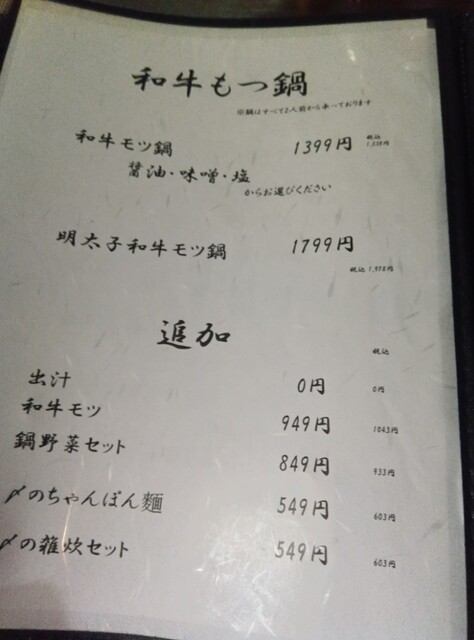 和牛もつ鍋
※鍋はすべて2人前から承っております
和牛モツ鍋 1399円 税込 1,538円
醤油・味噌・塩
からお選びください
明太子和牛モツ鍋 1799円
税込 1,978円
追加 税込
出汁 0円 0円
和牛モツ 949円 1043円
鍋野菜セット 849円 933円
〆のちゃんぽん麺 549円 603円
〆の雑炊セット 549円 603円